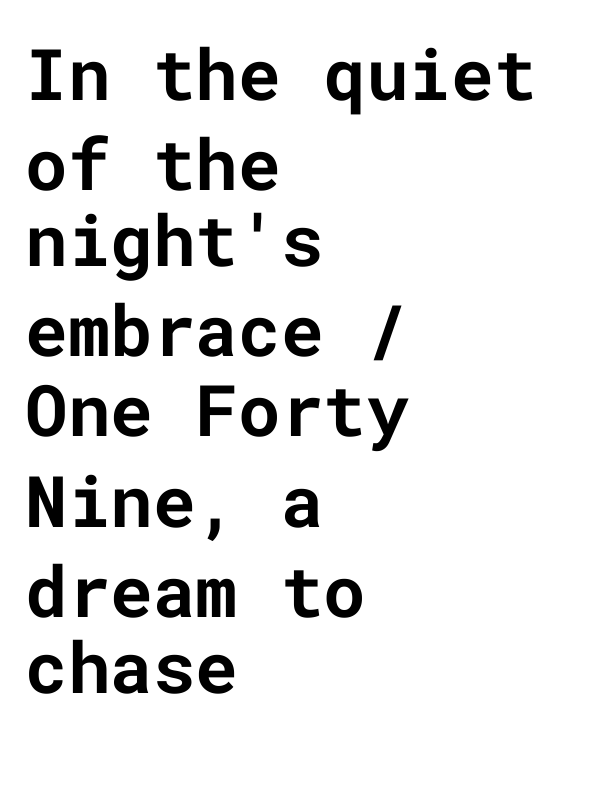 In the quiet
of the
night's
embrace /
One Forty
Nine, a
dream to
chase